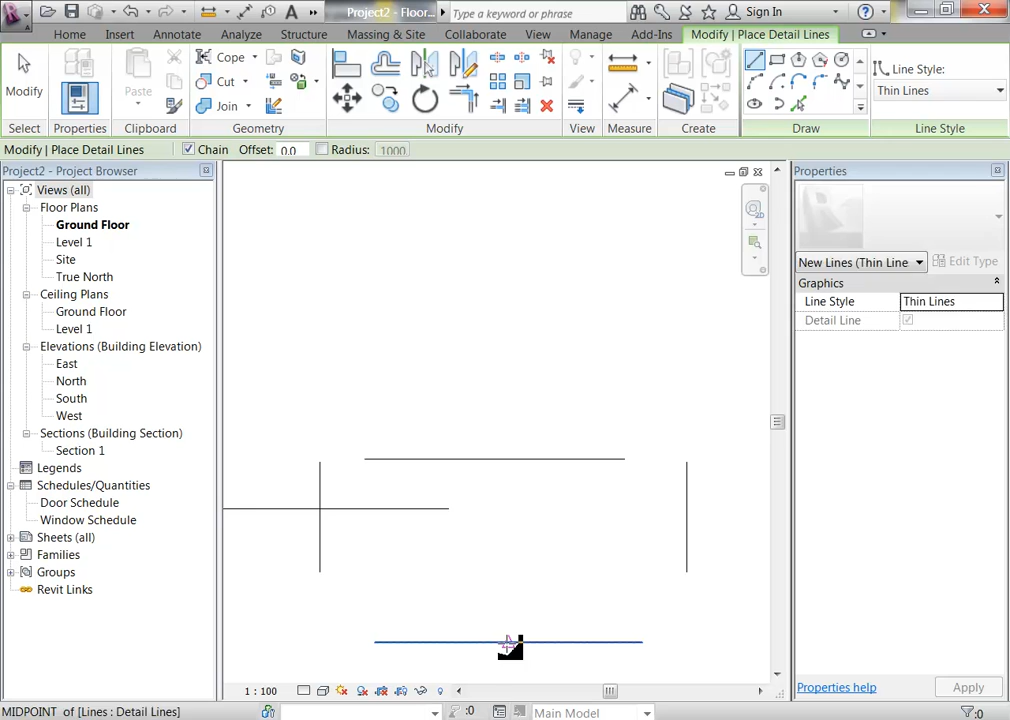 Project2 - Floor... Type a keyword or phrase Sign In
Home Insert Annotate Analyze Structure Massing & Site Collaborate View Manage Add-Ins Modify | Place Detail Lines
Modify Paste Cope Cut Join Line Style: Thin Lines
Select Properties Clipboard Geometry Modify View Measure Create Draw Line Style
Modify | Place Detail Lines Chain Offset: 0.0 Radius: 1000
Project2 - Project Browser
Views (all)
Floor Plans
Ground Floor
Level 1
Site
True North
Ceiling Plans
Ground Floor
Level 1
Elevations (Building Elevation)
East
North
South
West
Sections (Building Section)
Section 1
Legends
Schedules/Quantities
Door Schedule
Window Schedule
Sheets (all)
Families
Groups
Revit Links
2D
Properties
New Lines (Thin Line Edit Type
Graphics
Line Style Thin Lines
Detail Line
Properties help Apply
1 : 100
MIDPOINT of [Lines : Detail Lines] :0 Main Model :0